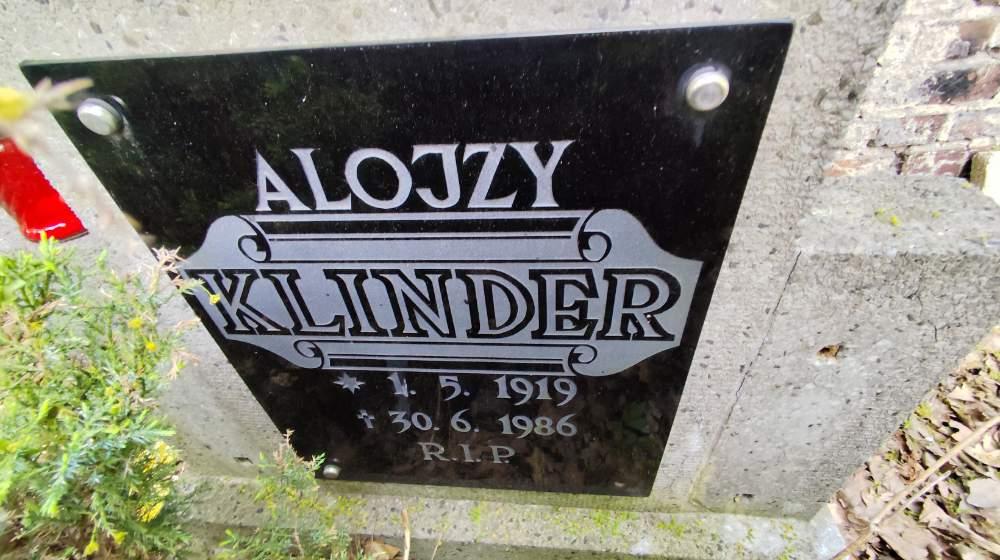 ALOJZY
KLINDER
* 1. 5. 1919
† 30. 6. 1986
R.I.P.